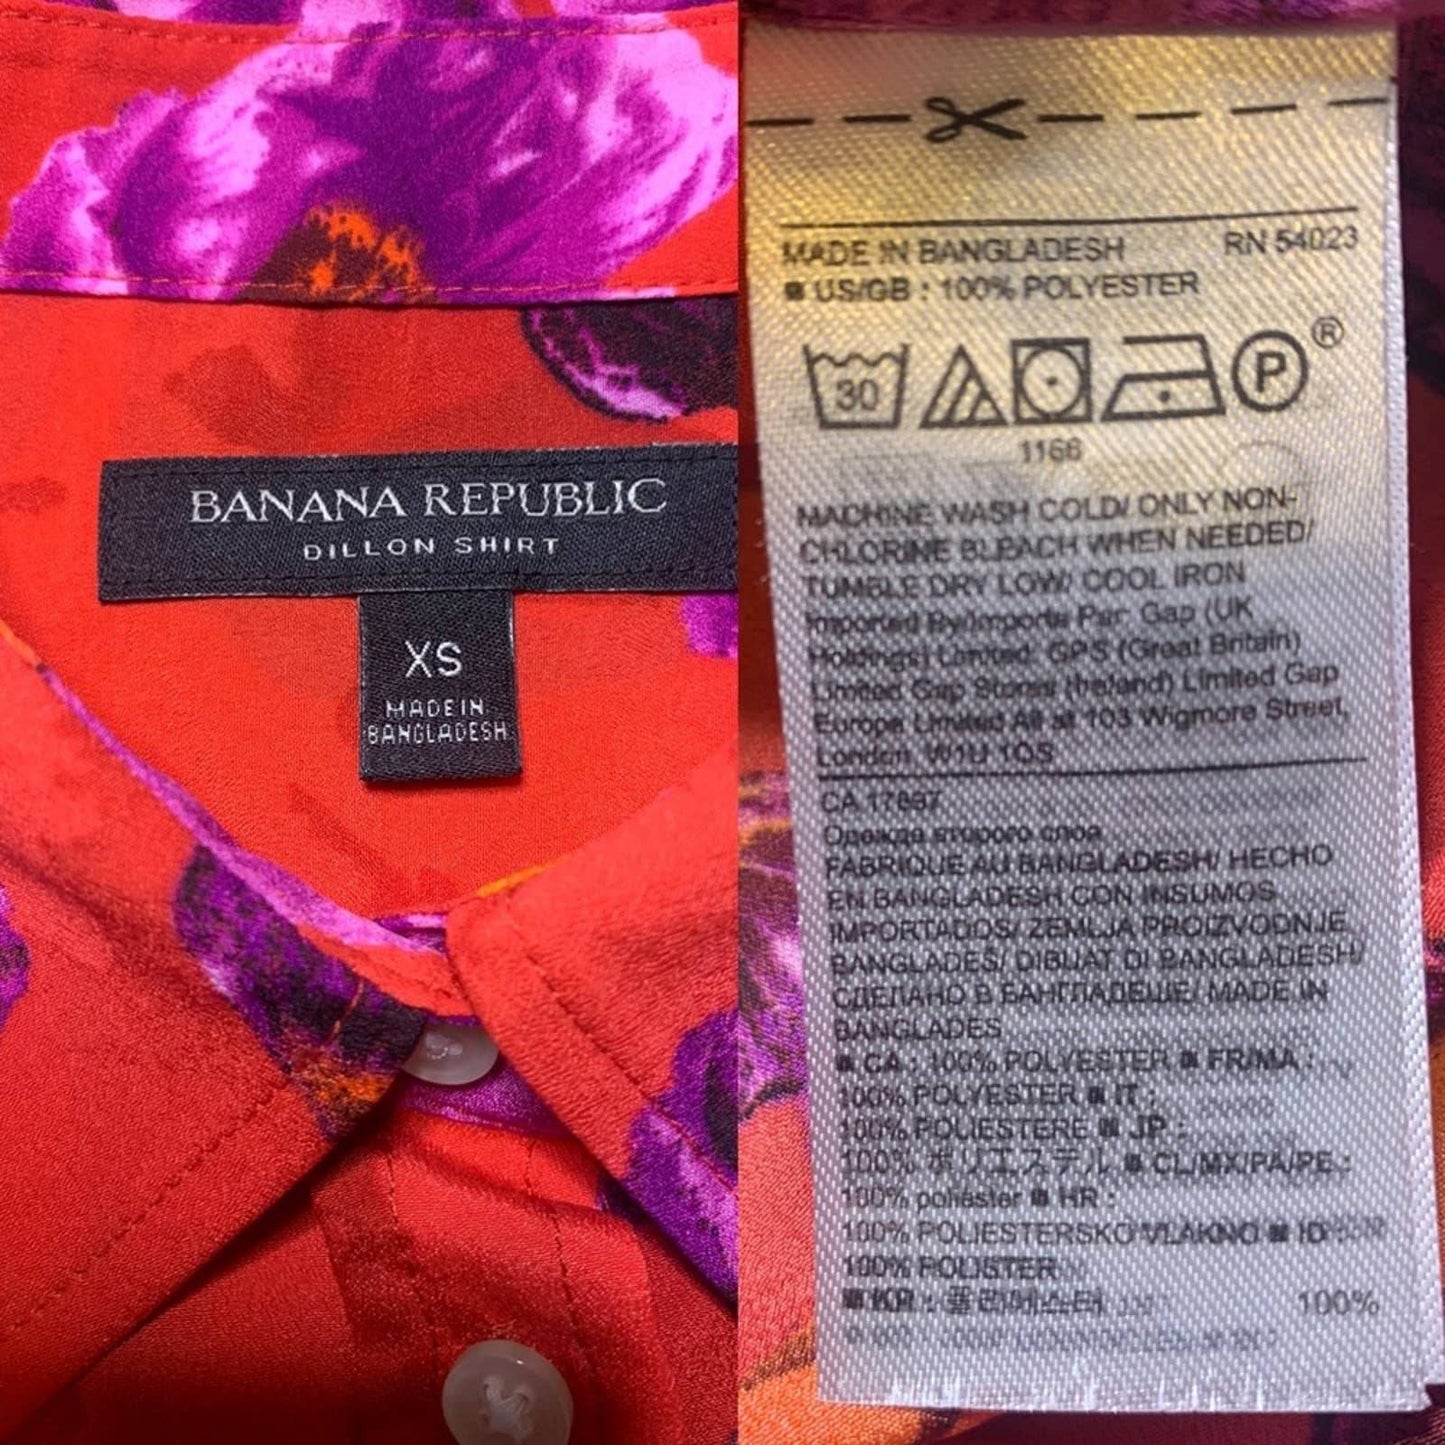 BANANA REPUBLIC
DILLON SHIRT
XS
MADE IN
BANGLADESH
MADE IN BANGLADESH RN 54023
■ US/GB : 100% POLYESTER
30 P ®
1166
MACHINE WASH COLD/ ONLY NON-
CHLORINE BLEACH WHEN NEEDED/
TUMBLE DRY LOW/ COOL IRON
Imported By/Importe Par Gap (UK
Holdings) Limited, GPS (Great Britain)
Limited Gap Stores (Ireland) Limited Gap
Europe Limited All at 103 Wigmore Street,
London, W1U 1QS
CA
Одежда второго слоя
FABRIQUE AU BANGLADESH/ HECHO
EN BANGLADESH CON INSUMOS
IMPORTADOS/ ZEMLJA PROIZVODNJE
BANGLADES/ DIBUAT DI BANGLADESH/
СДЕЛАНО В БАНГЛАДЕШЕ/ MADE IN
BANGLADES
■ CA : 100% POLYESTER ■ FR/MA :
100% POLYESTER ■ IT :
100% POLIESTERE ■ JP :
100% ポリエステル ■ CL/MX/PA/PE :
100% poliester ■ HR :
100% POLIESTERSKO VLAKNO ■ ID :
100% POLIESTER
■ KR : 폴리에스터 100%